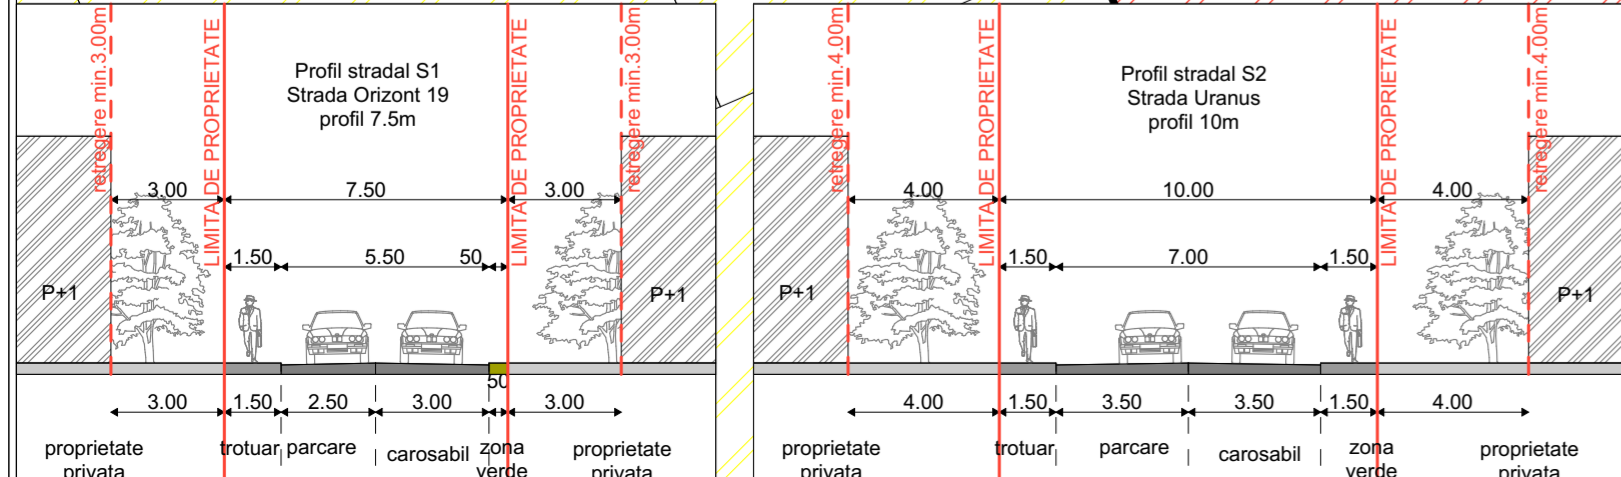 retregere min.3.00m
LIMITA DE PROPRIETATE
Profil stradal S1
Strada Orizont 19
profil 7.5m
LIMITA DE PROPRIETATE
retregere min.3.00m
3.00
7.50
3.00
1.50
5.50
50
P+1
P+1
50
3.00
1.50
2.50
3.00
3.00
proprietate
privata
trotuar
parcare
carosabil
zona
verde
proprietate
privata
retregere min.4.00m
LIMITA DE PROPRIETATE
Profil stradal S2
Strada Uranus
profil 10m
LIMITA DE PROPRIETATE
retregere min.4.00m
4.00
10.00
4.00
1.50
7.00
1.50
P+1
P+1
4.00
1.50
3.50
3.50
1.50
4.00
proprietate
privata
trotuar
parcare
carosabil
zona
verde
proprietate
privata